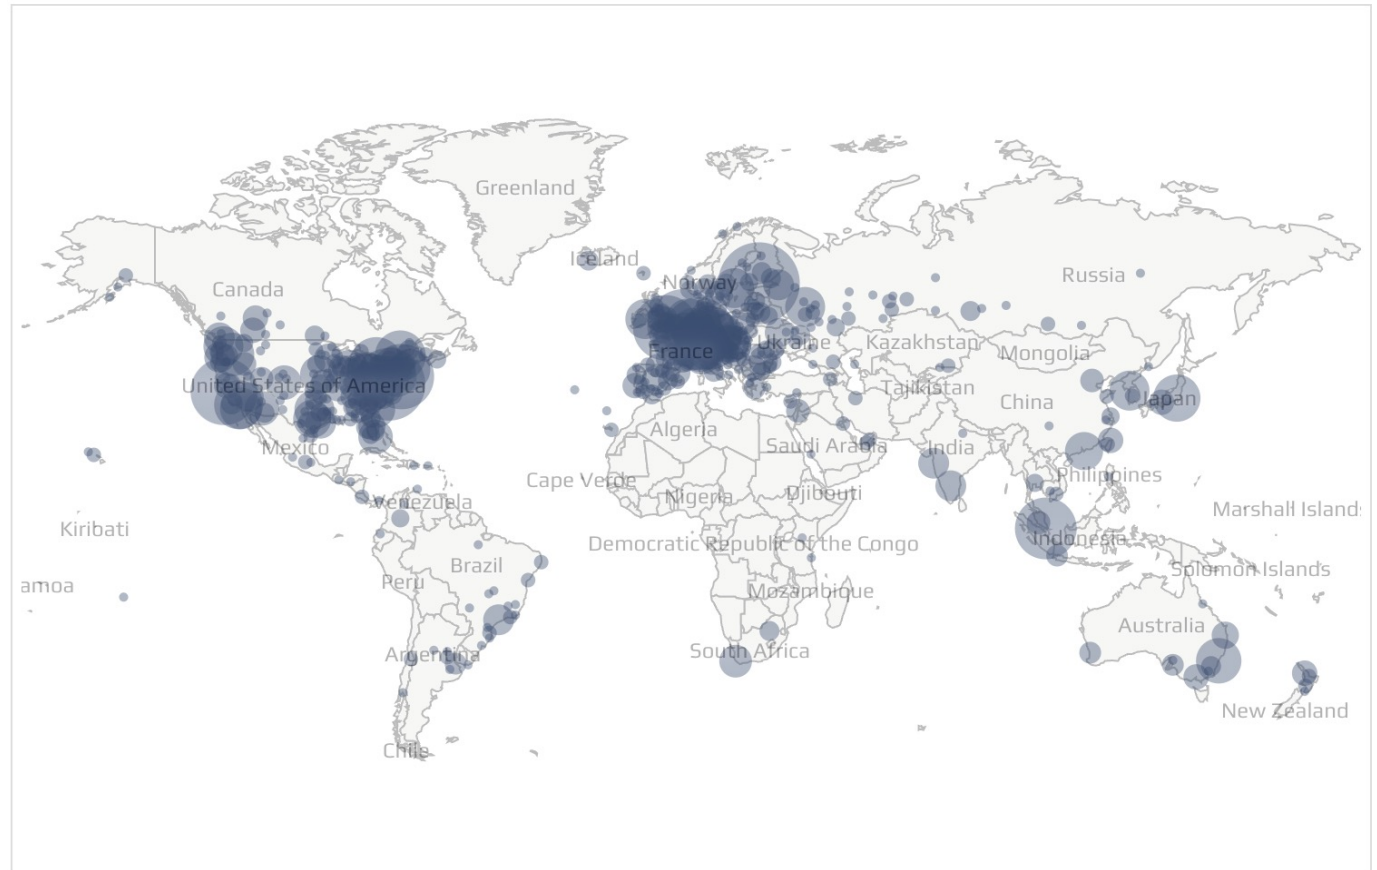 Greenland
Iceland
Norway
Russia
Canada
Ukraine
Kazakhstan
France
Mongolia
United States of America
Tajikistan
China
Japan
Algeria
Mexico
Saudi Arabia
India
Cape Verde
Philippines
Venezuela
Nigeria
Djibouti
Marshall Islands
Kiribati
Democratic Republic of the Congo
Indonesia
Brazil
Solomon Islands
Peru
amoa
Mozambique
Australia
Argentina
South Africa
New Zealand
Chile